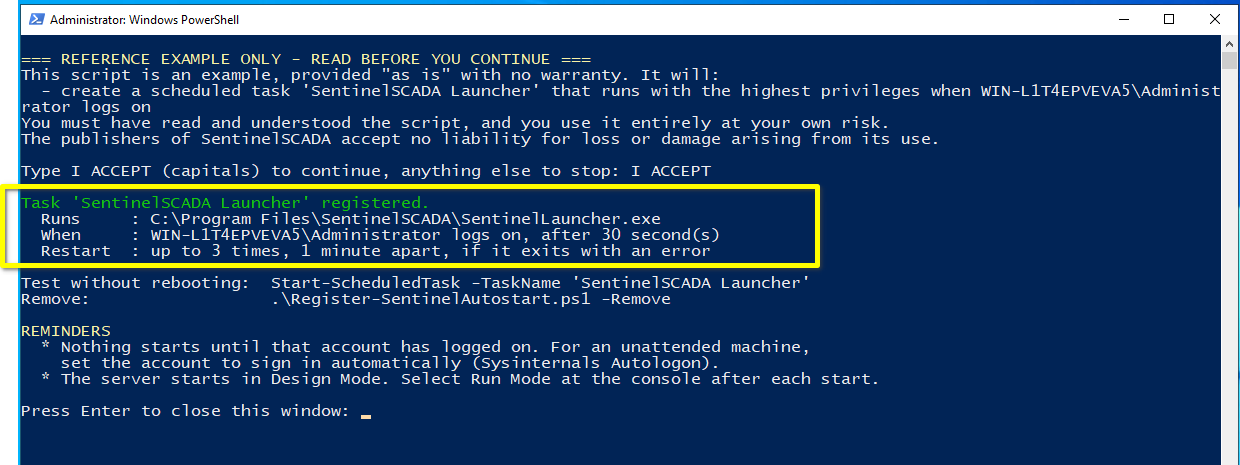 Administrator: Windows PowerShell
=== REFERENCE EXAMPLE ONLY - READ BEFORE YOU CONTINUE ===
This script is an example, provided "as is" with no warranty. It will:
  - create a scheduled task 'SentinelSCADA Launcher' that runs with the highest privileges when WIN-L1T4EPVEVA5\Administ
rator logs on
You must have read and understood the script, and you use it entirely at your own risk.
The publishers of SentinelSCADA accept no liability for loss or damage arising from its use.
Type I ACCEPT (capitals) to continue, anything else to stop: I ACCEPT
Task 'SentinelSCADA Launcher' registered.
  Runs     : C:\Program Files\SentinelSCADA\SentinelLauncher.exe
  When     : WIN-L1T4EPVEVA5\Administrator logs on, after 30 second(s)
  Restart  : up to 3 times, 1 minute apart, if it exits with an error
Test without rebooting:  Start-ScheduledTask -TaskName 'SentinelSCADA Launcher'
Remove:                  .\Register-SentinelAutostart.ps1 -Remove
REMINDERS
  * Nothing starts until that account has logged on. For an unattended machine,
    set the account to sign in automatically (Sysinternals Autologon).
  * The server starts in Design Mode. Select Run Mode at the console after each start.
Press Enter to close this window: